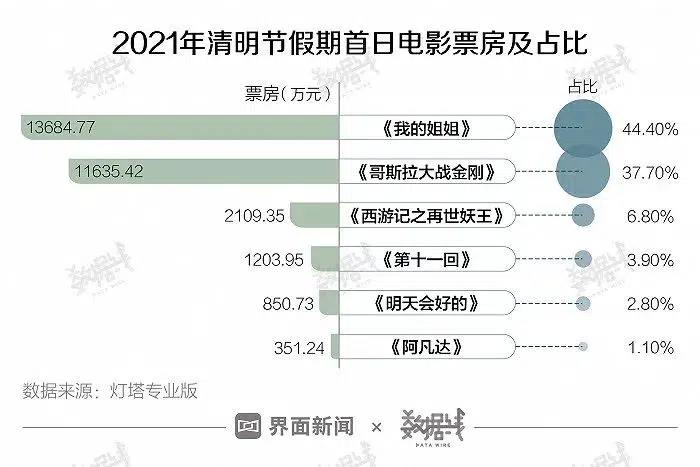 2021年清明节假期首日电影票房及占比
票房(万元) 占比
13684.77 《我的姐姐》 44.40%
11635.42 《哥斯拉大战金刚》 37.70%
2109.35 《西游记之再世妖王》 6.80%
1203.95 《第十一回》 3.90%
850.73 《明天会好的》 2.80%
351.24 《阿凡达》 1.10%
数据来源：灯塔专业版
界面新闻 × 数据线
DATA WIRE